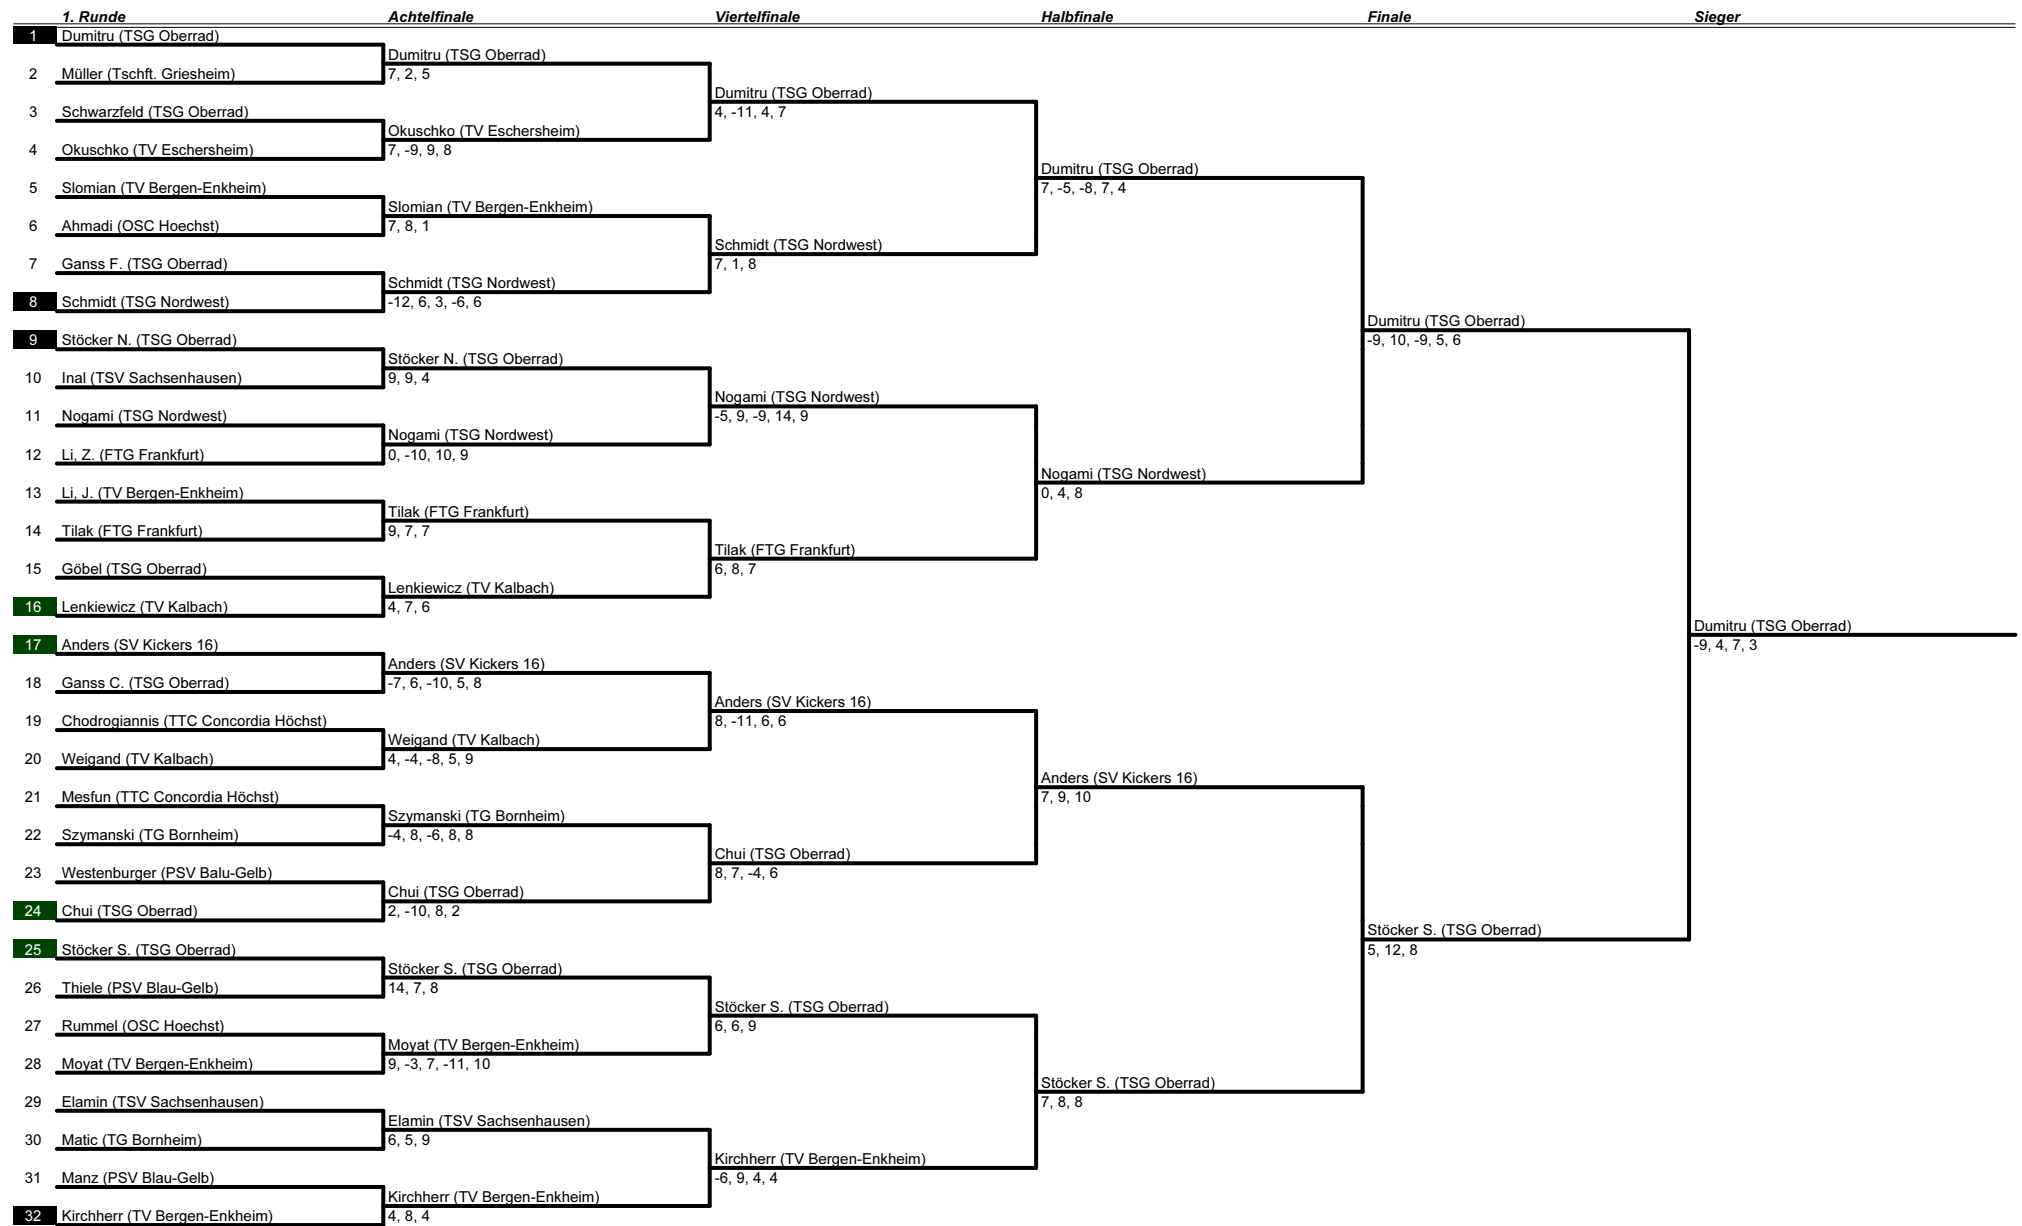 1. Runde Achtelfinale Viertelfinale Halbfinale Finale Sieger
1 Dumitru (TSG Oberrad)
Dumitru (TSG Oberrad)
2 Müller (Tschft. Griesheim) 7, 2, 5
Dumitru (TSG Oberrad)
3 Schwarzfeld (TSG Oberrad) 4, -11, 4, 7
Okuschko (TV Eschersheim)
4 Okuschko (TV Eschersheim) 7, -9, 9, 8
Dumitru (TSG Oberrad)
5 Slomian (TV Bergen-Enkheim) 7, -5, -8, 7, 4
Slomian (TV Bergen-Enkheim)
6 Ahmadi (OSC Hoechst) 7, 8, 1
Schmidt (TSG Nordwest)
7 Ganss F. (TSG Oberrad) 7, 1, 8
Schmidt (TSG Nordwest)
8 Schmidt (TSG Nordwest) -12, 6, 3, -6, 6
Dumitru (TSG Oberrad)
9 Stöcker N. (TSG Oberrad) -9, 10, -9, 5, 6
Stöcker N. (TSG Oberrad)
10 Inal (TSV Sachsenhausen) 9, 9, 4
Nogami (TSG Nordwest)
11 Nogami (TSG Nordwest) -5, 9, -9, 14, 9
Nogami (TSG Nordwest)
12 Li, Z. (FTG Frankfurt) 0, -10, 10, 9
Nogami (TSG Nordwest)
13 Li, J. (TV Bergen-Enkheim) 0, 4, 8
Tilak (FTG Frankfurt)
14 Tilak (FTG Frankfurt) 9, 7, 7
Tilak (FTG Frankfurt)
15 Göbel (TSG Oberrad) 6, 8, 7
Lenkiewicz (TV Kalbach)
16 Lenkiewicz (TV Kalbach) 4, 7, 6
Dumitru (TSG Oberrad)
17 Anders (SV Kickers 16) -9, 4, 7, 3
Anders (SV Kickers 16)
18 Ganss C. (TSG Oberrad) -7, 6, -10, 5, 8
Anders (SV Kickers 16)
19 Chodrogiannis (TTC Concordia Höchst) 8, -11, 6, 6
Weigand (TV Kalbach)
20 Weigand (TV Kalbach) 4, -4, -8, 5, 9
Anders (SV Kickers 16)
21 Mesfun (TTC Concordia Höchst) 7, 9, 10
Szymanski (TG Bornheim)
22 Szymanski (TG Bornheim) -4, 8, -6, 8, 8
Chui (TSG Oberrad)
23 Westenburger (PSV Balu-Gelb) 8, 7, -4, 6
Chui (TSG Oberrad)
24 Chui (TSG Oberrad) 2, -10, 8, 2
Stöcker S. (TSG Oberrad)
25 Stöcker S. (TSG Oberrad) 5, 12, 8
Stöcker S. (TSG Oberrad)
26 Thiele (PSV Blau-Gelb) 14, 7, 8
Stöcker S. (TSG Oberrad)
27 Rummel (OSC Hoechst) 6, 6, 9
Moyat (TV Bergen-Enkheim)
28 Moyat (TV Bergen-Enkheim) 9, -3, 7, -11, 10
Stöcker S. (TSG Oberrad)
29 Elamin (TSV Sachsenhausen) 7, 8, 8
Elamin (TSV Sachsenhausen)
30 Matic (TG Bornheim) 6, 5, 9
Kirchherr (TV Bergen-Enkheim)
31 Manz (PSV Blau-Gelb) -6, 9, 4, 4
Kirchherr (TV Bergen-Enkheim)
32 Kirchherr (TV Bergen-Enkheim) 4, 8, 4